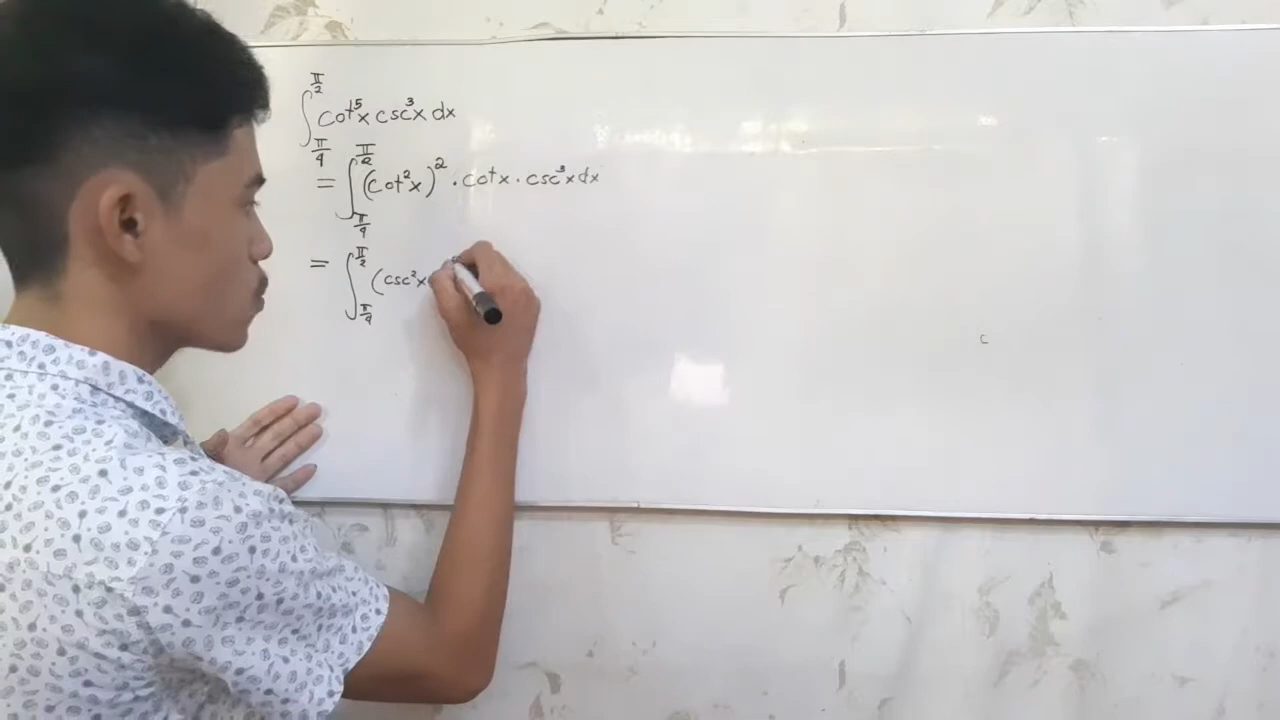 ∫_{π/4}^{π/2} cot⁵x csc³x dx
= ∫_{π/4}^{π/2} (cot²x)² · cotx · csc³x dx
= ∫_{π/4}^{π/2} (csc²x
c